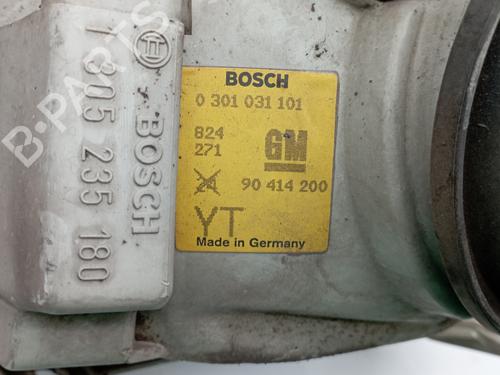 BOSCH
0 301 031 101
824
271
GM
24
90 414 200
YT
Made in Germany
BOSCH
1 305 235 180
B-PARTS